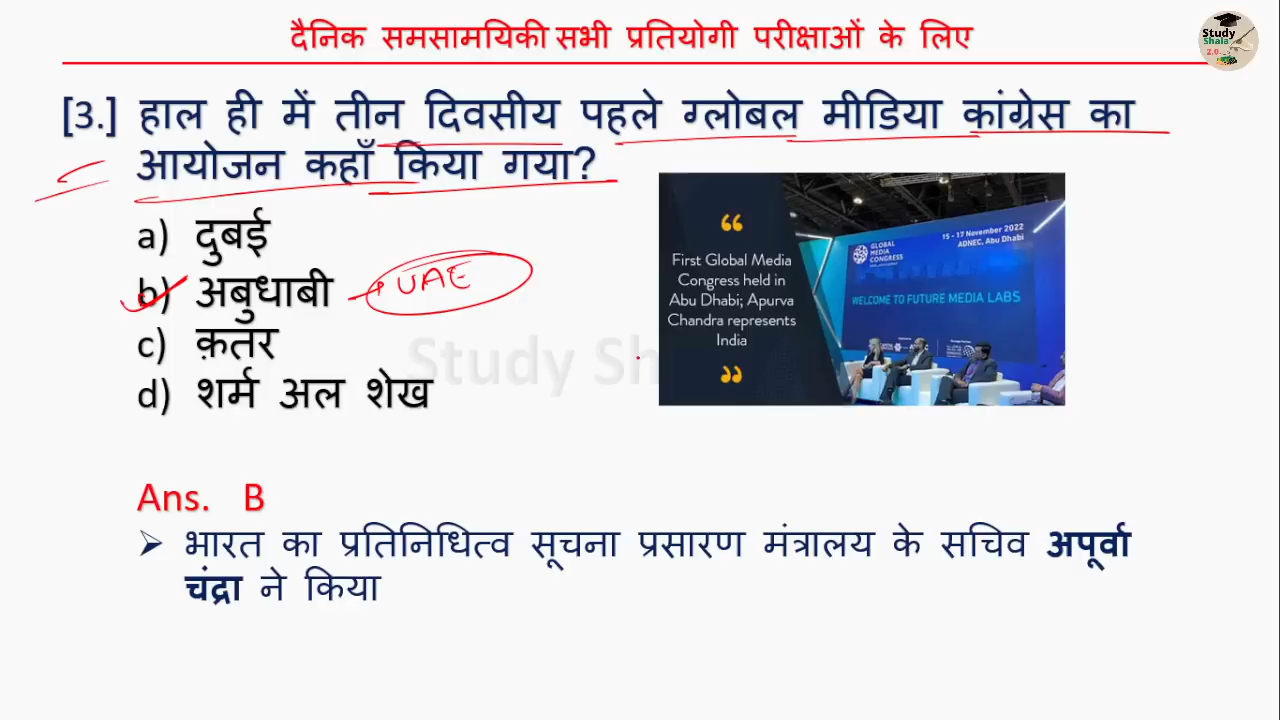 दैनिक समसामयिकी सभी प्रतियोगी परीक्षाओं के लिए
Study
Shala
2.0
[3.] हाल ही में तीन दिवसीय पहले ग्लोबल मीडिया कांग्रेस का
आयोजन कहाँ किया गया?
a) दुबई
b) अबुधाबी → UAE
c) क़तर
d) शर्म अल शेख
“
First Global Media
Congress held in
Abu Dhabi; Apurva
Chandra represents
India
”
15 - 17 November 2022
ADNEC, Abu Dhabi
GLOBAL
MEDIA
CONGRESS
WELCOME TO FUTURE MEDIA LABS
Study Sh
Ans. B
➢ भारत का प्रतिनिधित्व सूचना प्रसारण मंत्रालय के सचिव अपूर्वा
चंद्रा ने किया